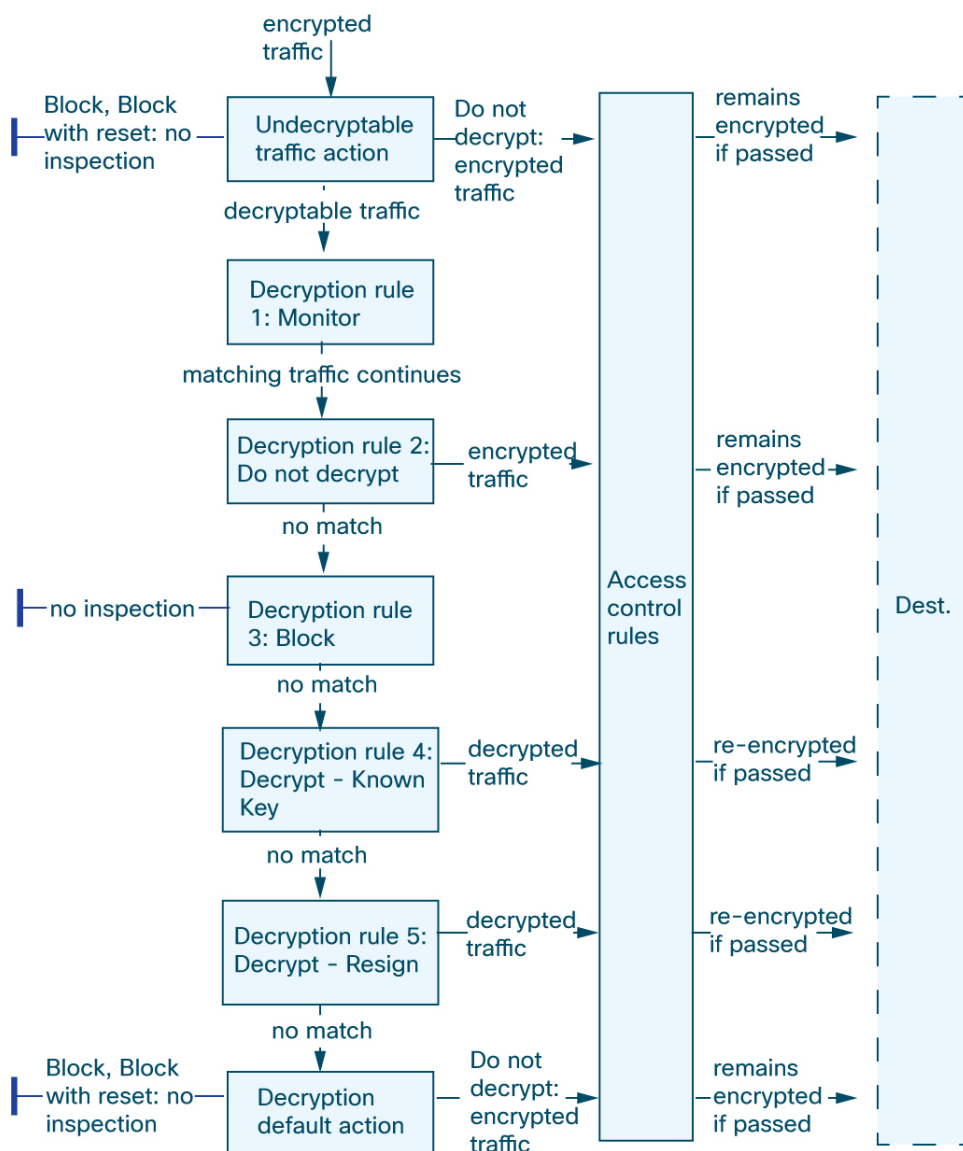 encrypted
traffic
Block, Block
with reset: no
inspection
Undecryptable
traffic action
Do not
decrypt:
encrypted
traffic
remains
encrypted
if passed
decryptable traffic
Decryption rule
1: Monitor
matching traffic continues
Decryption rule 2:
Do not decrypt
encrypted
traffic
remains
encrypted
if passed
no match
no inspection
Decryption rule
3: Block
Access
control
rules
Dest.
no match
Decryption rule 4:
Decrypt - Known
Key
decrypted
traffic
re-encrypted
if passed
no match
Decryption rule 5:
Decrypt - Resign
decrypted
traffic
re-encrypted
if passed
no match
Block, Block
with reset: no
inspection
Decryption
default action
Do not
decrypt:
encrypted
traffic
remains
encrypted
if passed